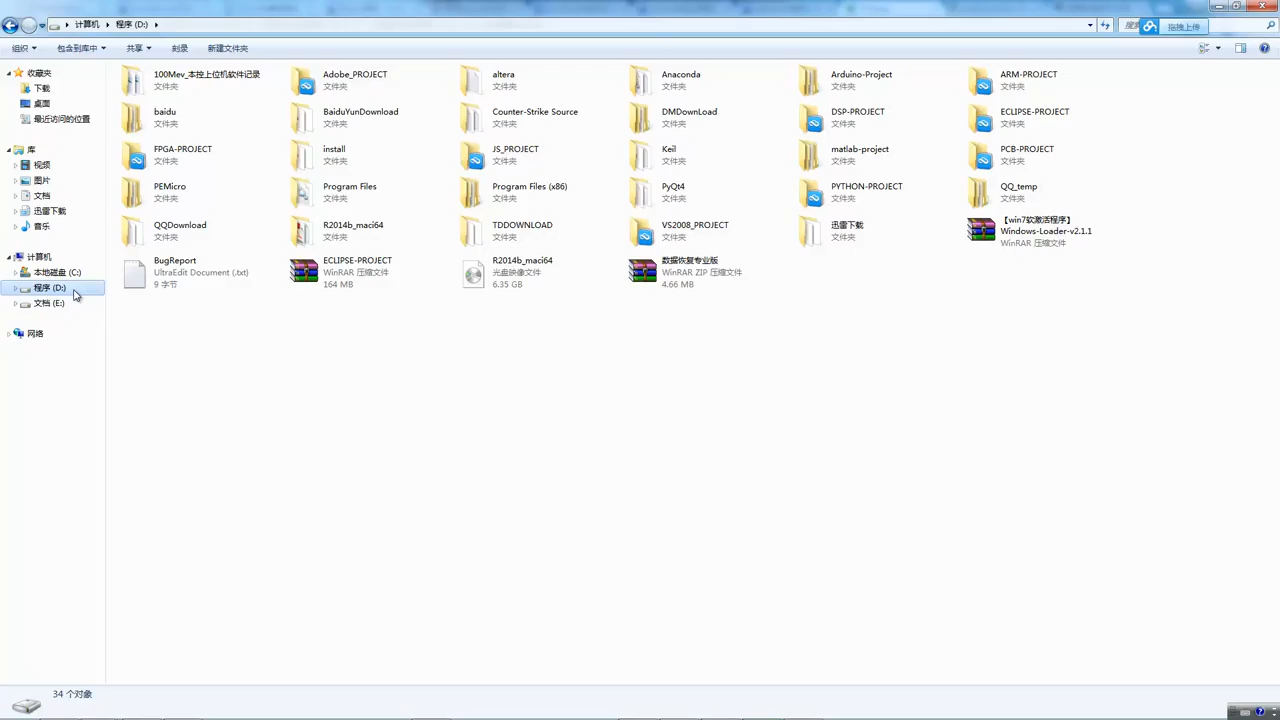 计算机 程序 (D:)
拖拽上传
组织 包含到库中 共享 刻录 新建文件夹
收藏夹
下载
桌面
最近访问的位置
库
视频
图片
文档
迅雷下载
音乐
计算机
本地磁盘 (C:)
程序 (D:)
文档 (E:)
网络
100Mev_本控上位机软件记录
文件夹
Adobe_PROJECT
文件夹
altera
文件夹
Anaconda
文件夹
Arduino-Project
文件夹
ARM-PROJECT
文件夹
baidu
文件夹
BaiduYunDownload
文件夹
Counter-Strike Source
文件夹
DMDownLoad
文件夹
DSP-PROJECT
文件夹
ECLIPSE-PROJECT
文件夹
FPGA-PROJECT
文件夹
install
文件夹
JS_PROJECT
文件夹
Keil
文件夹
matlab-project
文件夹
PCB-PROJECT
文件夹
PEMicro
文件夹
Program Files
文件夹
Program Files (x86)
文件夹
PyQt4
文件夹
PYTHON-PROJECT
文件夹
QQ_temp
文件夹
QQDownload
文件夹
R2014b_maci64
文件夹
TDDOWNLOAD
文件夹
VS2008_PROJECT
文件夹
迅雷下载
文件夹
【win7软激活程序】
Windows-Loader-v2.1.1
WinRAR 压缩文件
BugReport
UltraEdit Document (.txt)
9 字节
ECLIPSE-PROJECT
WinRAR 压缩文件
164 MB
R2014b_maci64
光盘映像文件
6.35 GB
数据恢复专业版
WinRAR ZIP 压缩文件
4.66 MB
34 个对象